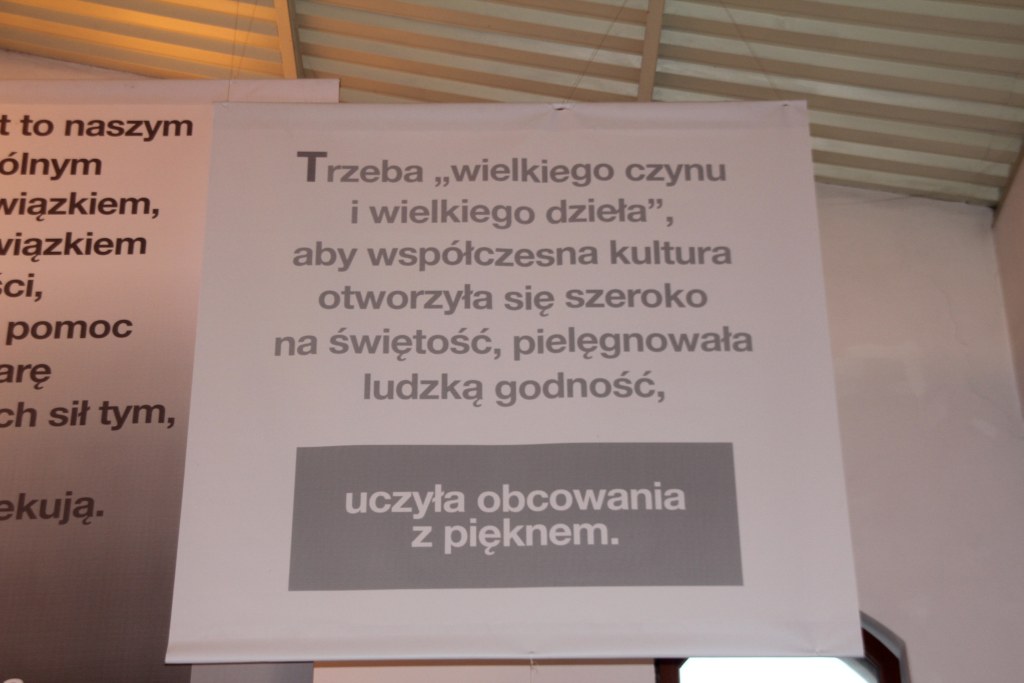 t to naszym
ólnym
wiązkiem,
wiązkiem
ci,
pomoc
arę
ch sił tym,
ekują.
Trzeba „wielkiego czynu
i wielkiego dzieła”,
aby współczesna kultura
otworzyła się szeroko
na świętość, pielęgnowała
ludzką godność,
uczyła obcowania
z pięknem.